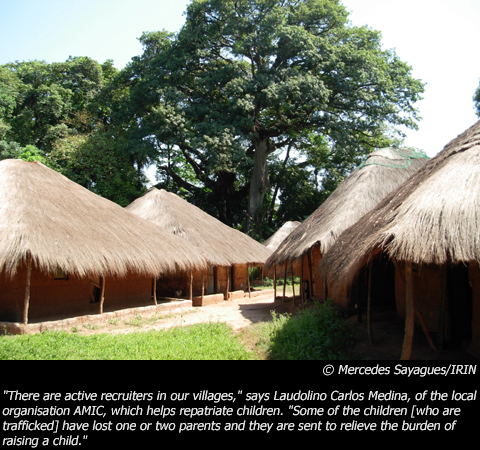 © Mercedes Sayagues/IRIN
"There are active recruiters in our villages," says Laudolino Carlos Medina, of the local
organisation AMIC, which helps repatriate children. "Some of the children [who are
trafficked] have lost one or two parents and they are sent to relieve the burden of
raising a child."